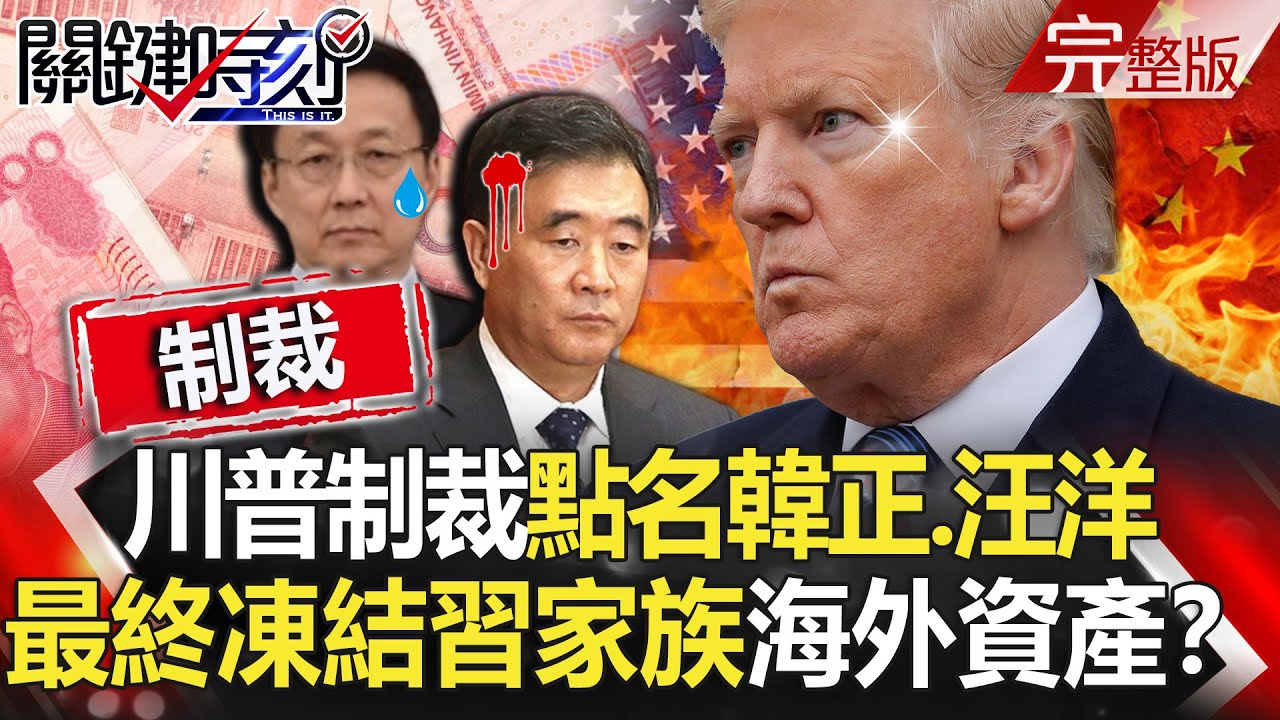 關鍵時刻
THIS IS IT.
完整版
制裁
川普制裁點名韓正.汪洋
最終凍結習家族海外資產?